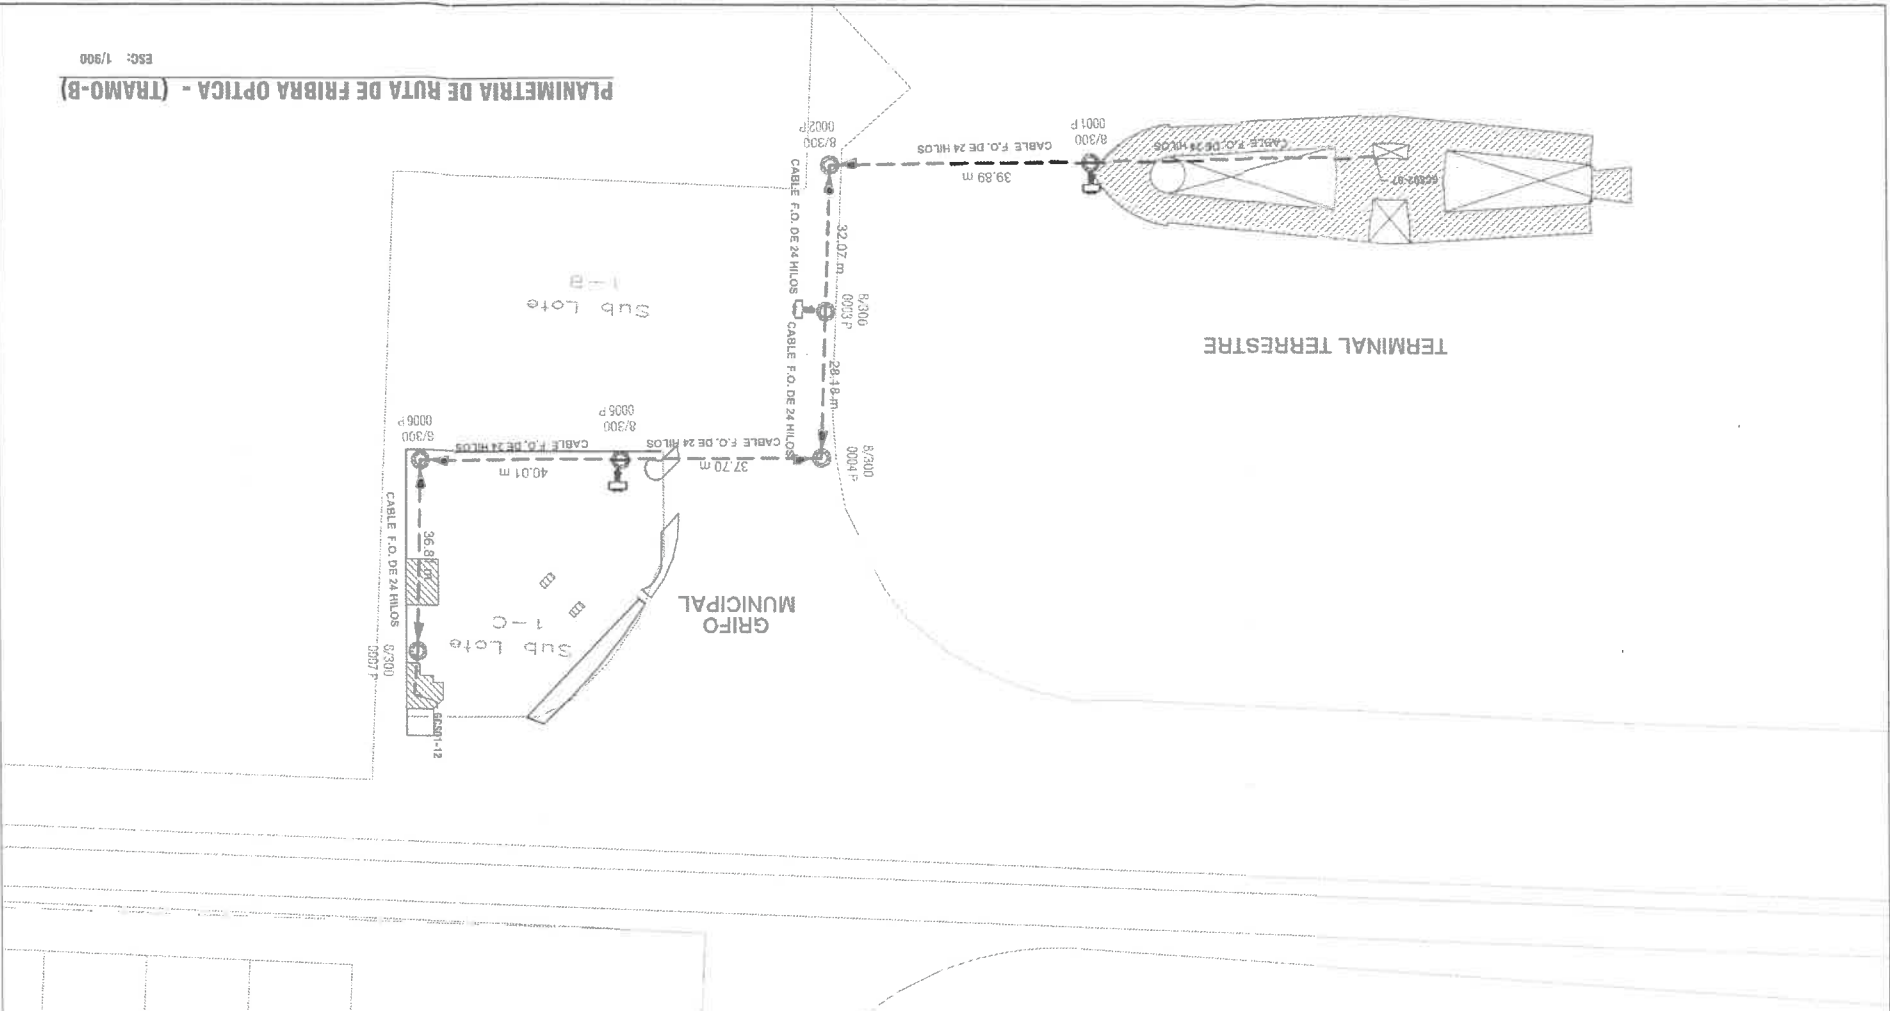 PLANIMETRIA DE RUTA DE FRIBRA OPTICA - (TRAMO-B)
ESC: 1/900
TERMINAL TERRESTRE
GRIFO
MUNICIPAL
Sub Lote
1-B
Sub Lote
1-C
8/300
0001 P
8/300
0002 P
8/300
0003 P
8/300
0004 P
8/300
0005 P
8/300
0006 P
8/300
0007 P
CABLE F.O. DE 24 HILOS
CABLE F.O. DE 24 HILOS
39.89 m
CABLE F.O. DE 24 HILOS
32.07 m
CABLE F.O. DE 24 HILOS
28.18 m
CABLE F.O. DE 24 HILOS
37.70 m
CABLE F.O. DE 24 HILOS
40.01 m
CABLE F.O. DE 24 HILOS